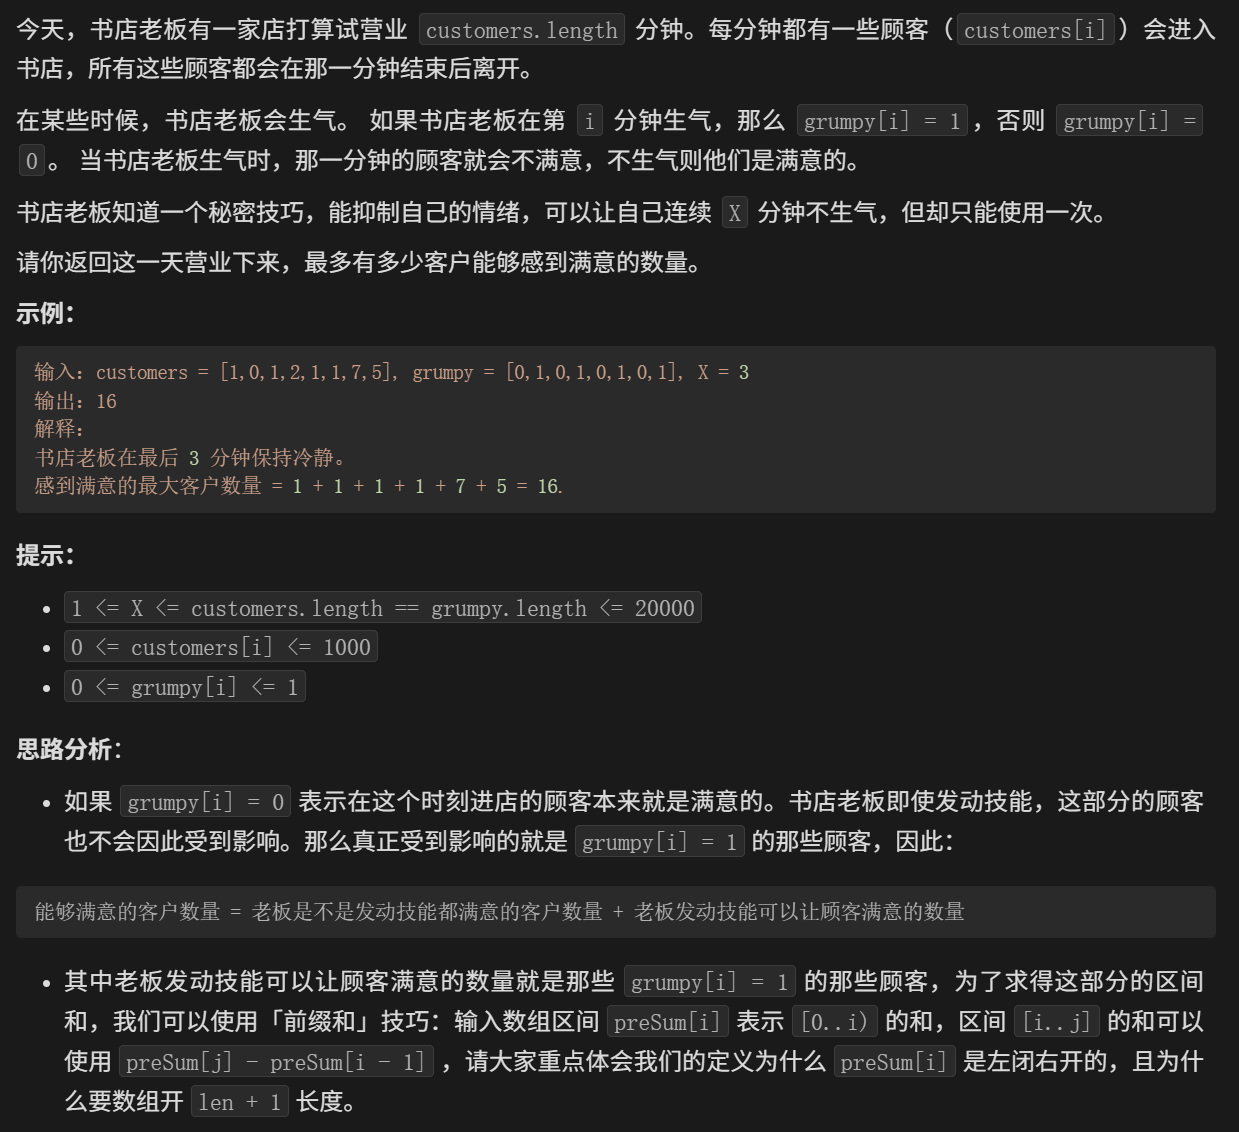 今天，书店老板有一家店打算试营业 customers.length 分钟。每分钟都有一些顾客（customers[i]）会进入
书店，所有这些顾客都会在那一分钟结束后离开。
在某些时候，书店老板会生气。 如果书店老板在第 i 分钟生气，那么 grumpy[i] = 1，否则 grumpy[i] =
0。 当书店老板生气时，那一分钟的顾客就会不满意，不生气则他们是满意的。
书店老板知道一个秘密技巧，能抑制自己的情绪，可以让自己连续 X 分钟不生气，但却只能使用一次。
请你返回这一天营业下来，最多有多少客户能够感到满意的数量。
示例：
输入：customers = [1,0,1,2,1,1,7,5], grumpy = [0,1,0,1,0,1,0,1], X = 3
输出：16
解释：
书店老板在最后 3 分钟保持冷静。
感到满意的最大客户数量 = 1 + 1 + 1 + 1 + 7 + 5 = 16.
提示：
• 1 <= X <= customers.length == grumpy.length <= 20000
• 0 <= customers[i] <= 1000
• 0 <= grumpy[i] <= 1
思路分析：
• 如果 grumpy[i] = 0 表示在这个时刻进店的顾客本来就是满意的。书店老板即使发动技能，这部分的顾客
也不会因此受到影响。那么真正受到影响的就是 grumpy[i] = 1 的那些顾客，因此：
能够满意的客户数量 = 老板是不是发动技能都满意的客户数量 + 老板发动技能可以让顾客满意的数量
• 其中老板发动技能可以让顾客满意的数量就是那些 grumpy[i] = 1 的那些顾客，为了求得这部分的区间
和，我们可以使用「前缀和」技巧：输入数组区间 preSum[i] 表示 [0..i) 的和，区间 [i..j] 的和可以
使用 preSum[j] - preSum[i - 1] ，请大家重点体会我们的定义为什么 preSum[i] 是左闭右开的，且为什
么要数组开 len + 1 长度。